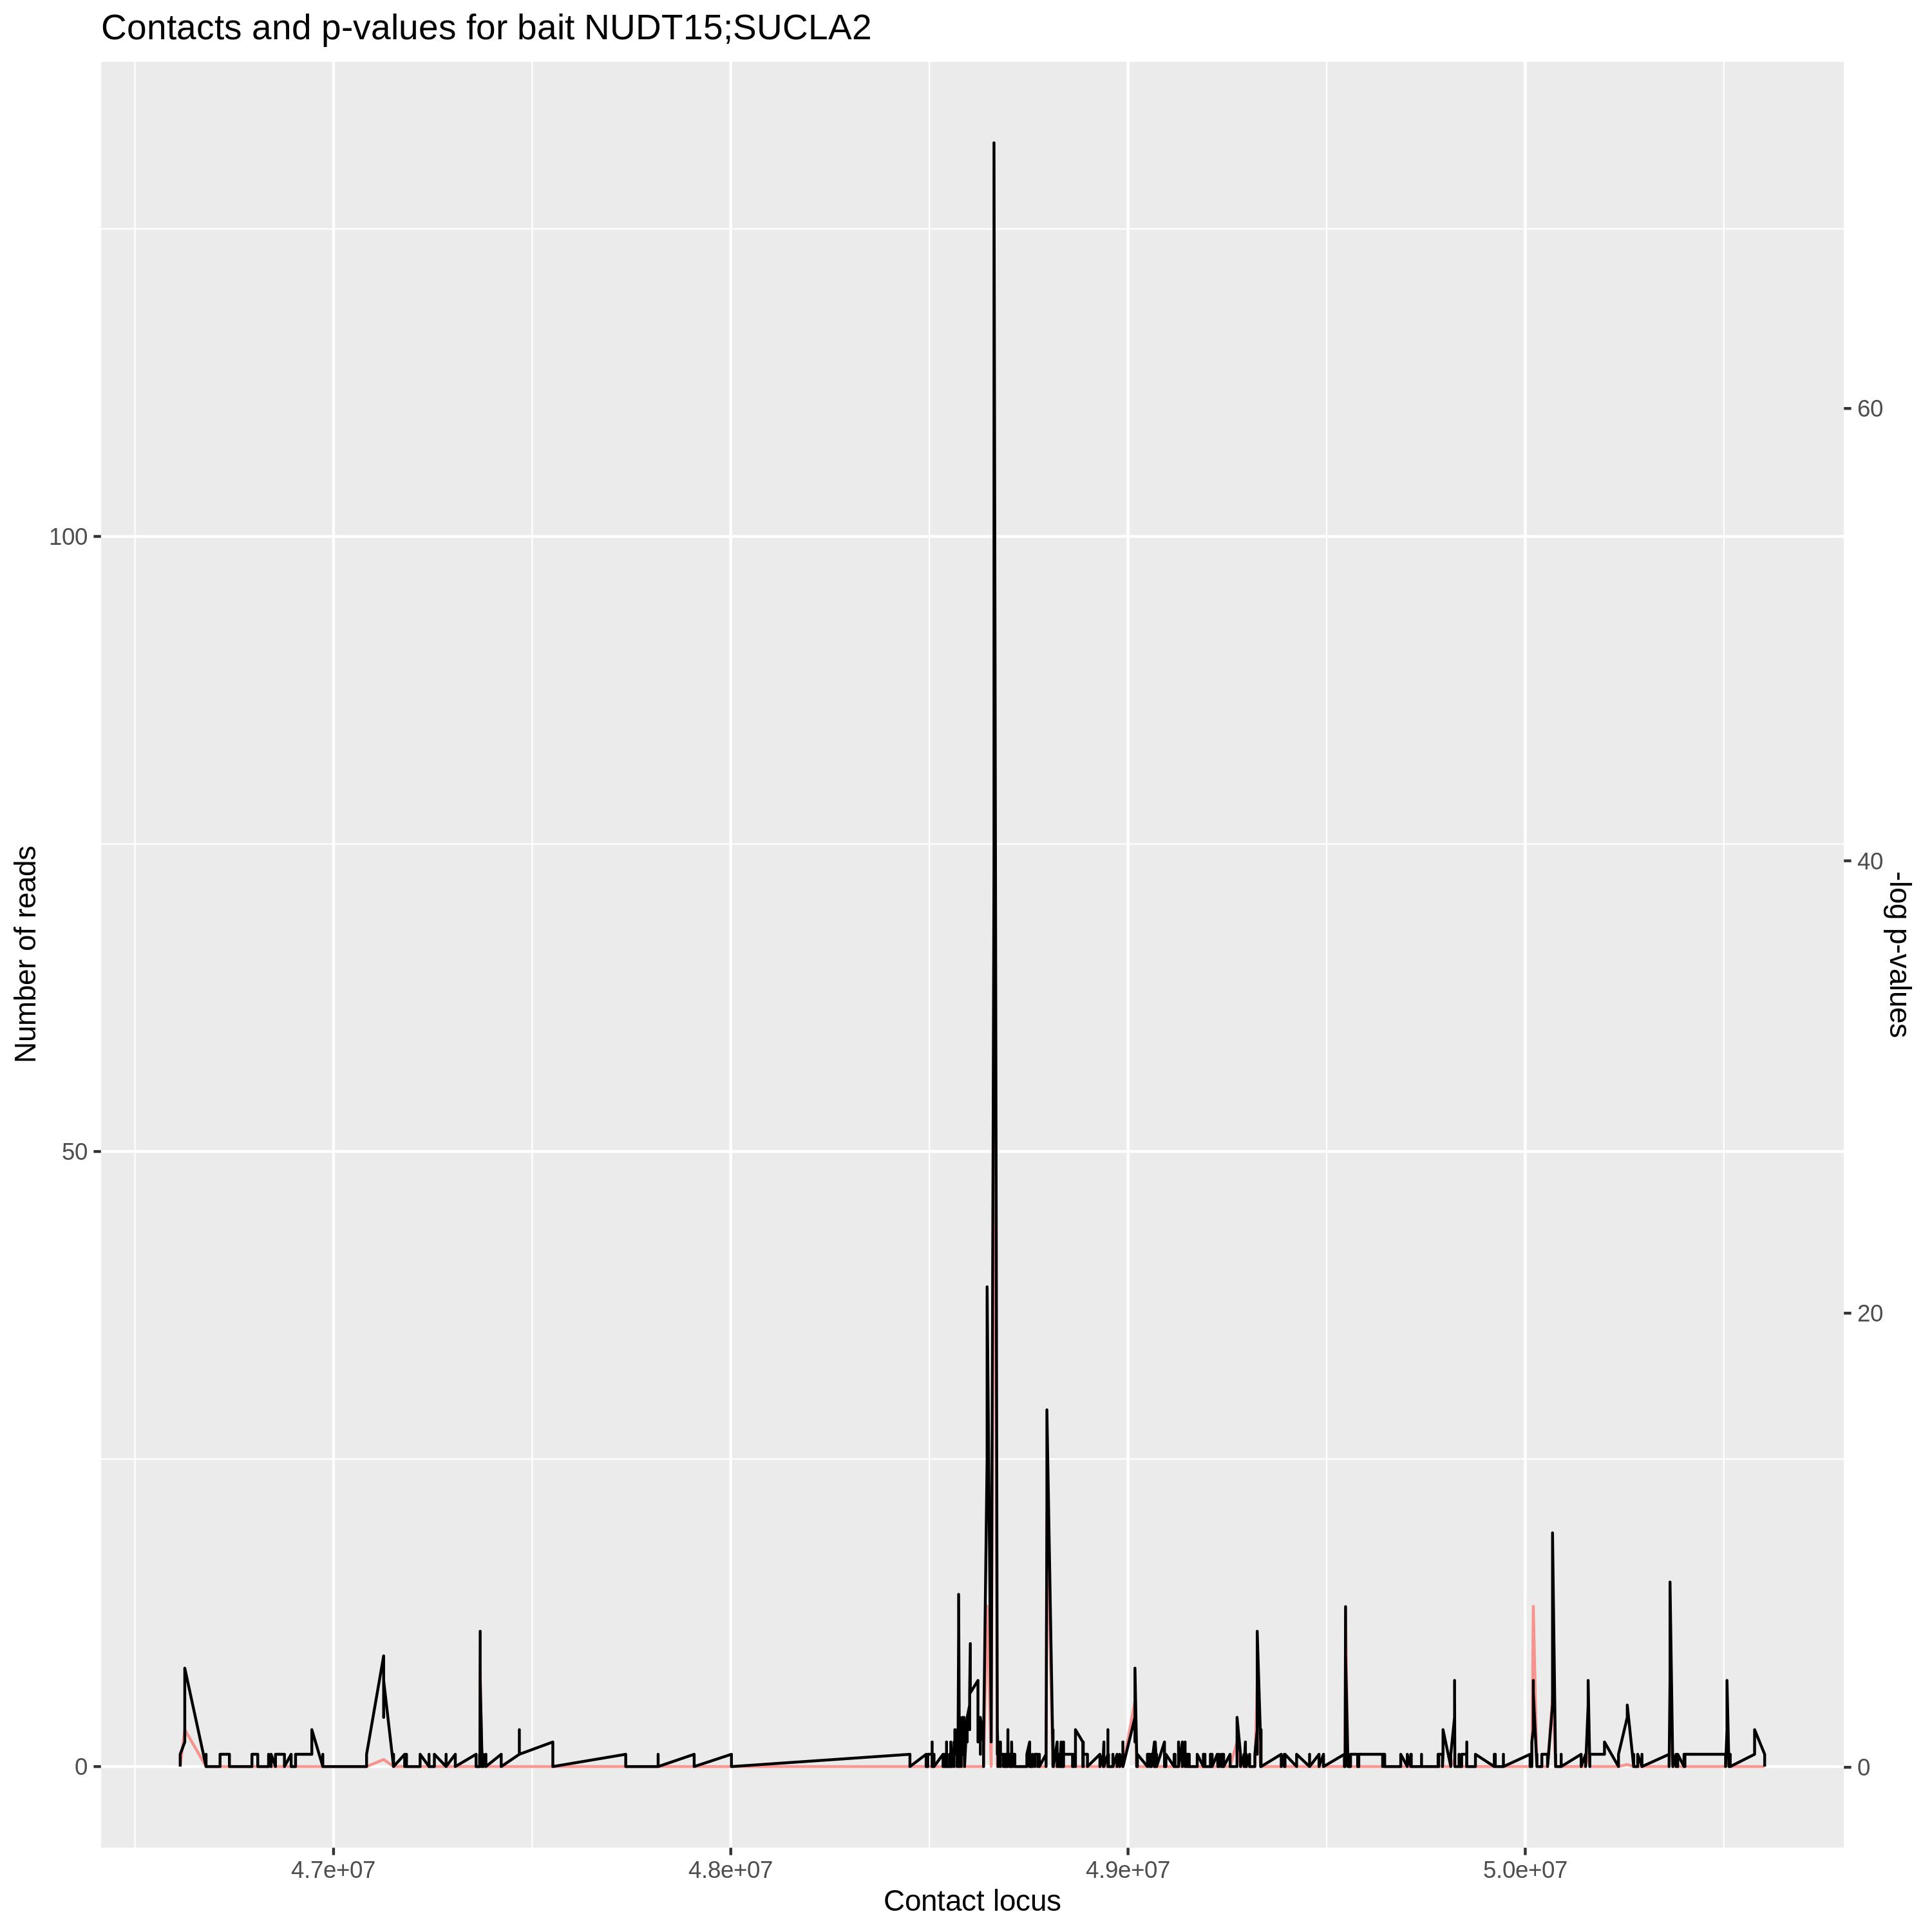 Contacts and p-values for bait NUDT15;SUCLA2
Number of reads
100
50
0
60
40
20
0
-log p-values
4.7e+07 4.8e+07 4.9e+07 5.0e+07
Contact locus